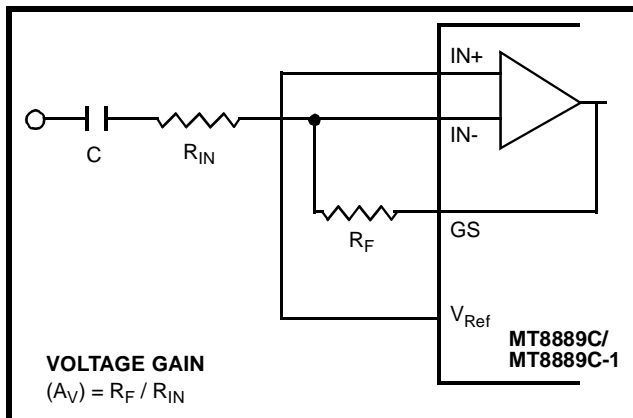 IN+
C
R_IN
IN-
R_F
GS
V_Ref
MT8889C/
MT8889C-1
VOLTAGE GAIN
(A_V) = R_F / R_IN